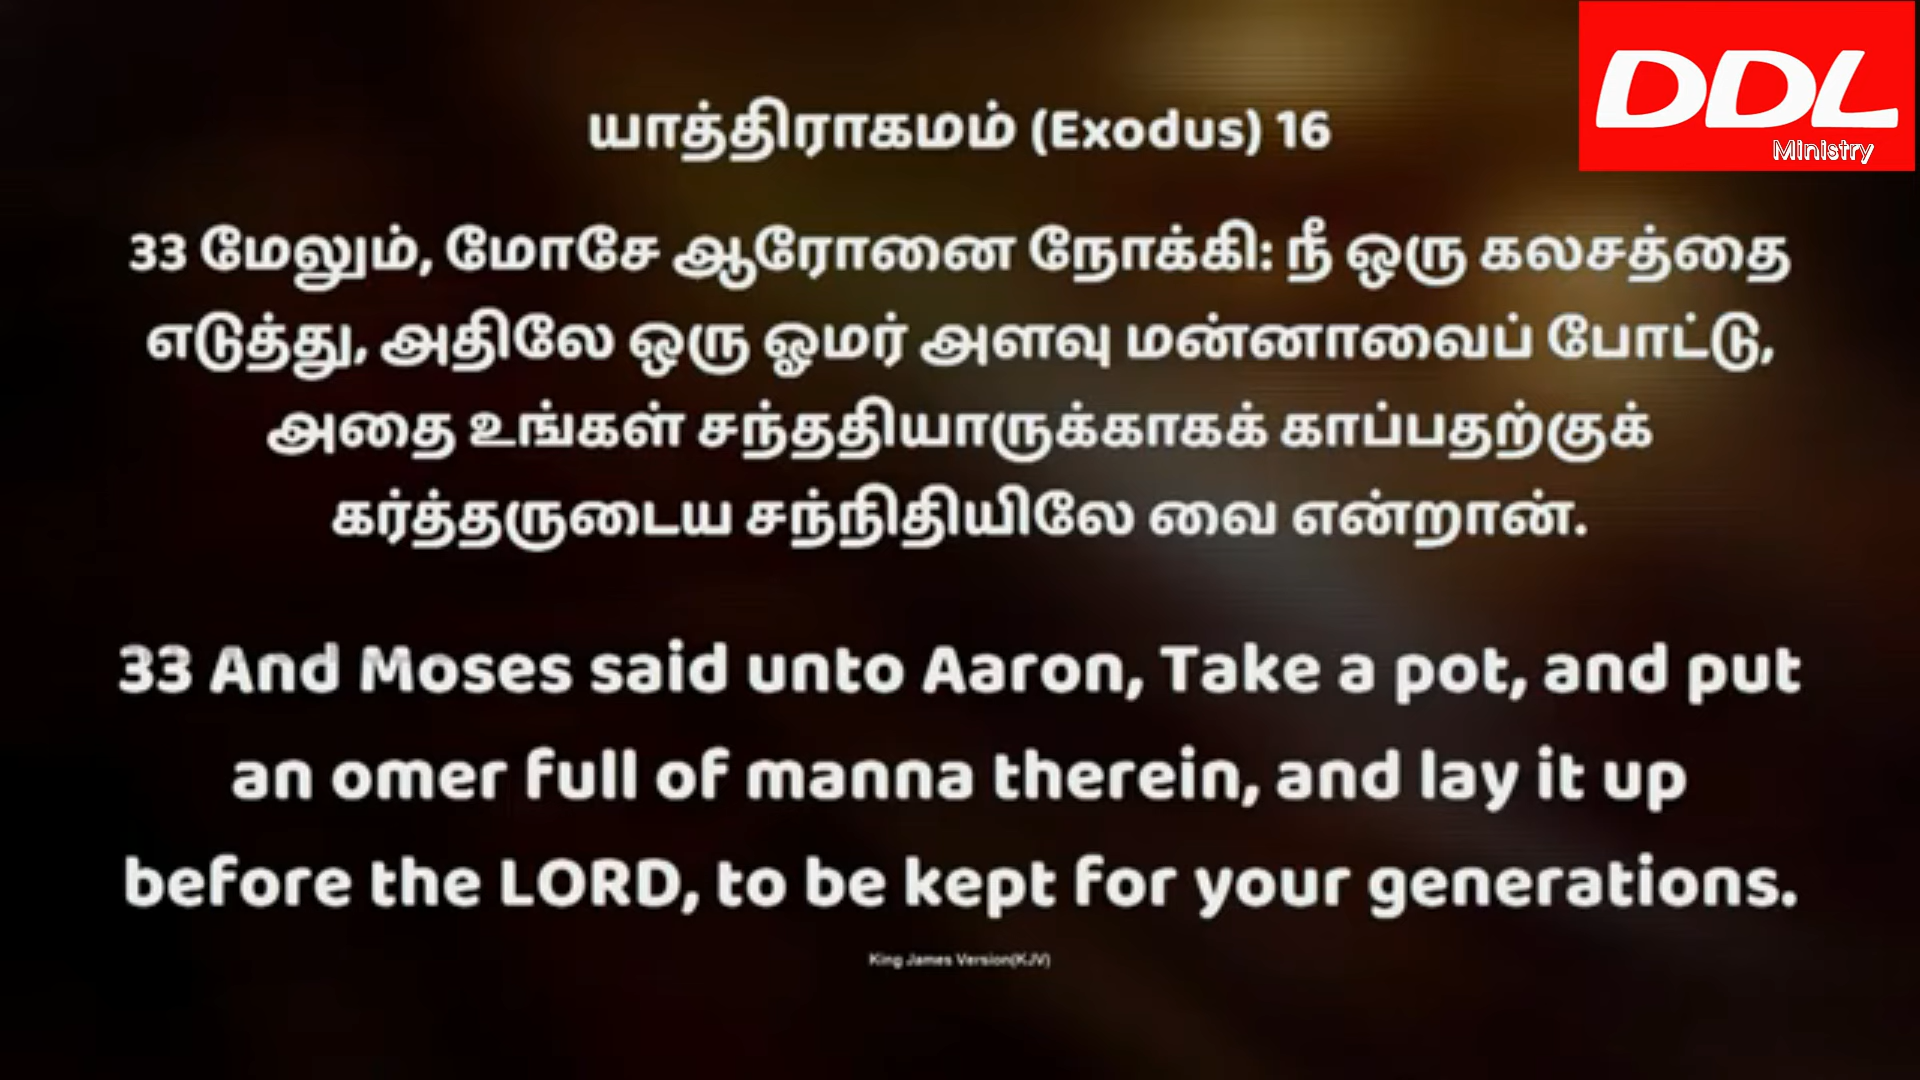 DDL
Ministry
யாத்திராகமம் (Exodus) 16
33 மேலும், மோசே ஆரோனை நோக்கி: நீ ஒரு கலசத்தை
எடுத்து, அதிலே ஒரு ஓமர் அளவு மன்னாவைப் போட்டு,
அதை உங்கள் சந்ததியாருக்காகக் காப்பதற்குக்
கர்த்தருடைய சந்நிதியிலே வை என்றான்.
33 And Moses said unto Aaron, Take a pot, and put
an omer full of manna therein, and lay it up
before the LORD, to be kept for your generations.
King James Version(KJV)